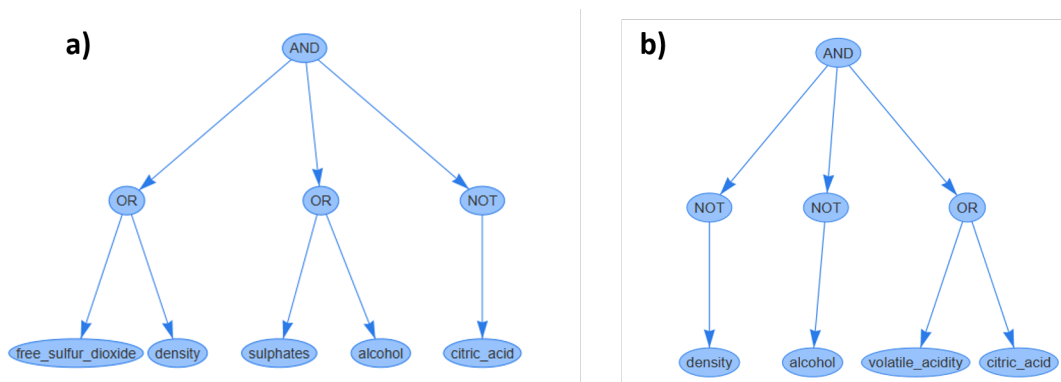 a)
AND
OR
OR
NOT
free_sulfur_dioxide
density
sulphates
alcohol
citric_acid
b)
AND
NOT
NOT
OR
density
alcohol
volatile_acidity
citric_acid